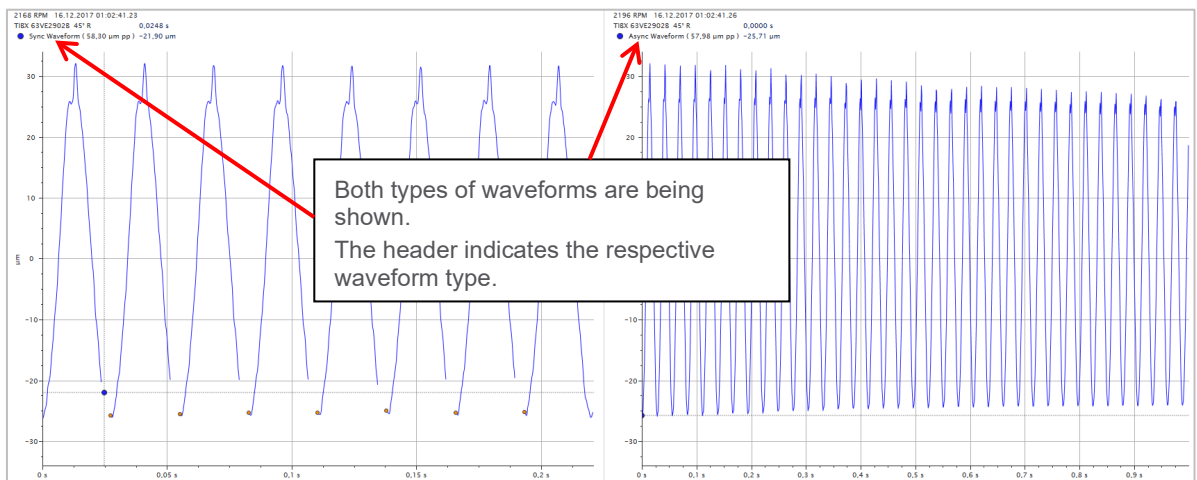 2168 RPM 16.12.2017 01:02:41.23
TIBX 63VE2902B 45° R 0,0248 s
Sync Waveform ( 58,30 µm pp ) -21,90 µm
2196 RPM 16.12.2017 01:02:41.26
TIBX 63VE2902B 45° R 0,0000 s
Async Waveform ( 57,98 µm pp ) -25,71 µm
30
20
10
0
-10
-20
-30
µm
30
20
-10
-20
-30
Both types of waveforms are being
shown.
The header indicates the respective
waveform type.
0 s 0,05 s 0,1 s 0,15 s 0,2 s
0 s 0,1 s 0,2 s 0,3 s 0,4 s 0,5 s 0,6 s 0,7 s 0,8 s 0,9 s